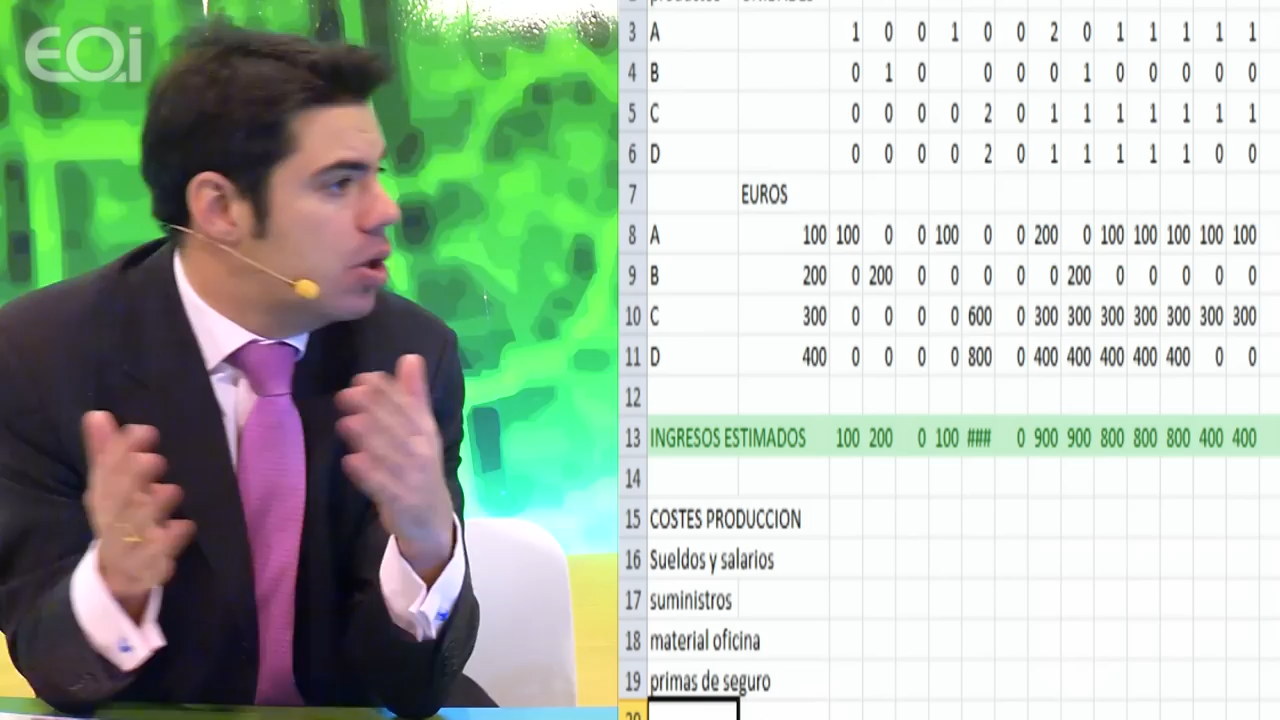 EOi
3 A 1 0 0 1 0 0 2 0 1 1 1 1 1
4 B 0 1 0 0 0 0 1 0 0 0 0 0
5 C 0 0 0 0 2 0 1 1 1 1 1 1 1
6 D 0 0 0 0 2 0 1 1 1 1 1 0 0
7 EUROS
8 A 100 100 0 0 100 0 0 200 0 100 100 100 100 100
9 B 200 0 200 0 0 0 0 0 200 0 0 0 0 0
10 C 300 0 0 0 0 600 0 300 300 300 300 300 300 300
11 D 400 0 0 0 0 800 0 400 400 400 400 400 0 0
12
13 INGRESOS ESTIMADOS 100 200 0 100 ### 0 900 900 800 800 800 400 400
14
15 COSTES PRODUCCION
16 Sueldos y salarios
17 suministros
18 material oficina
19 primas de seguro